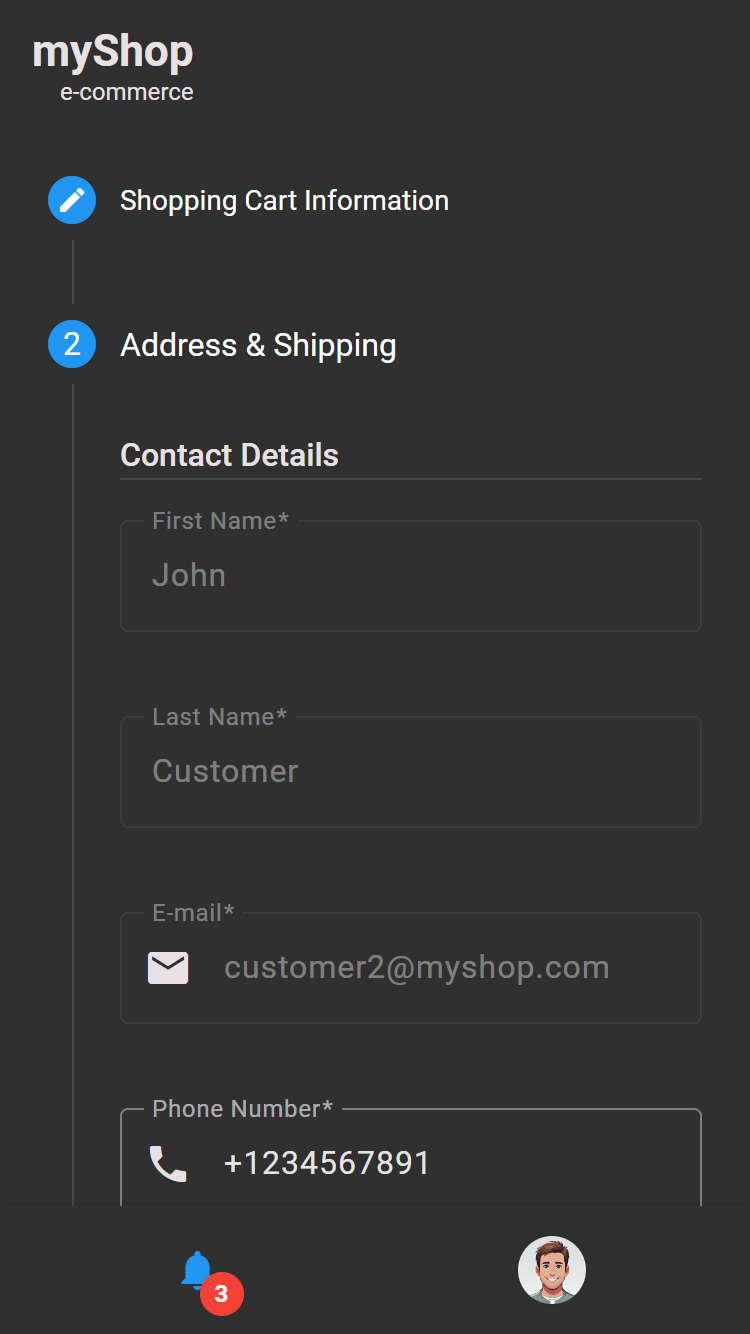 myShop
e-commerce
Shopping Cart Information
2
Address & Shipping
Contact Details
First Name*
John
Last Name*
Customer
E-mail*
customer2@myshop.com
Phone Number*
+1234567891
3